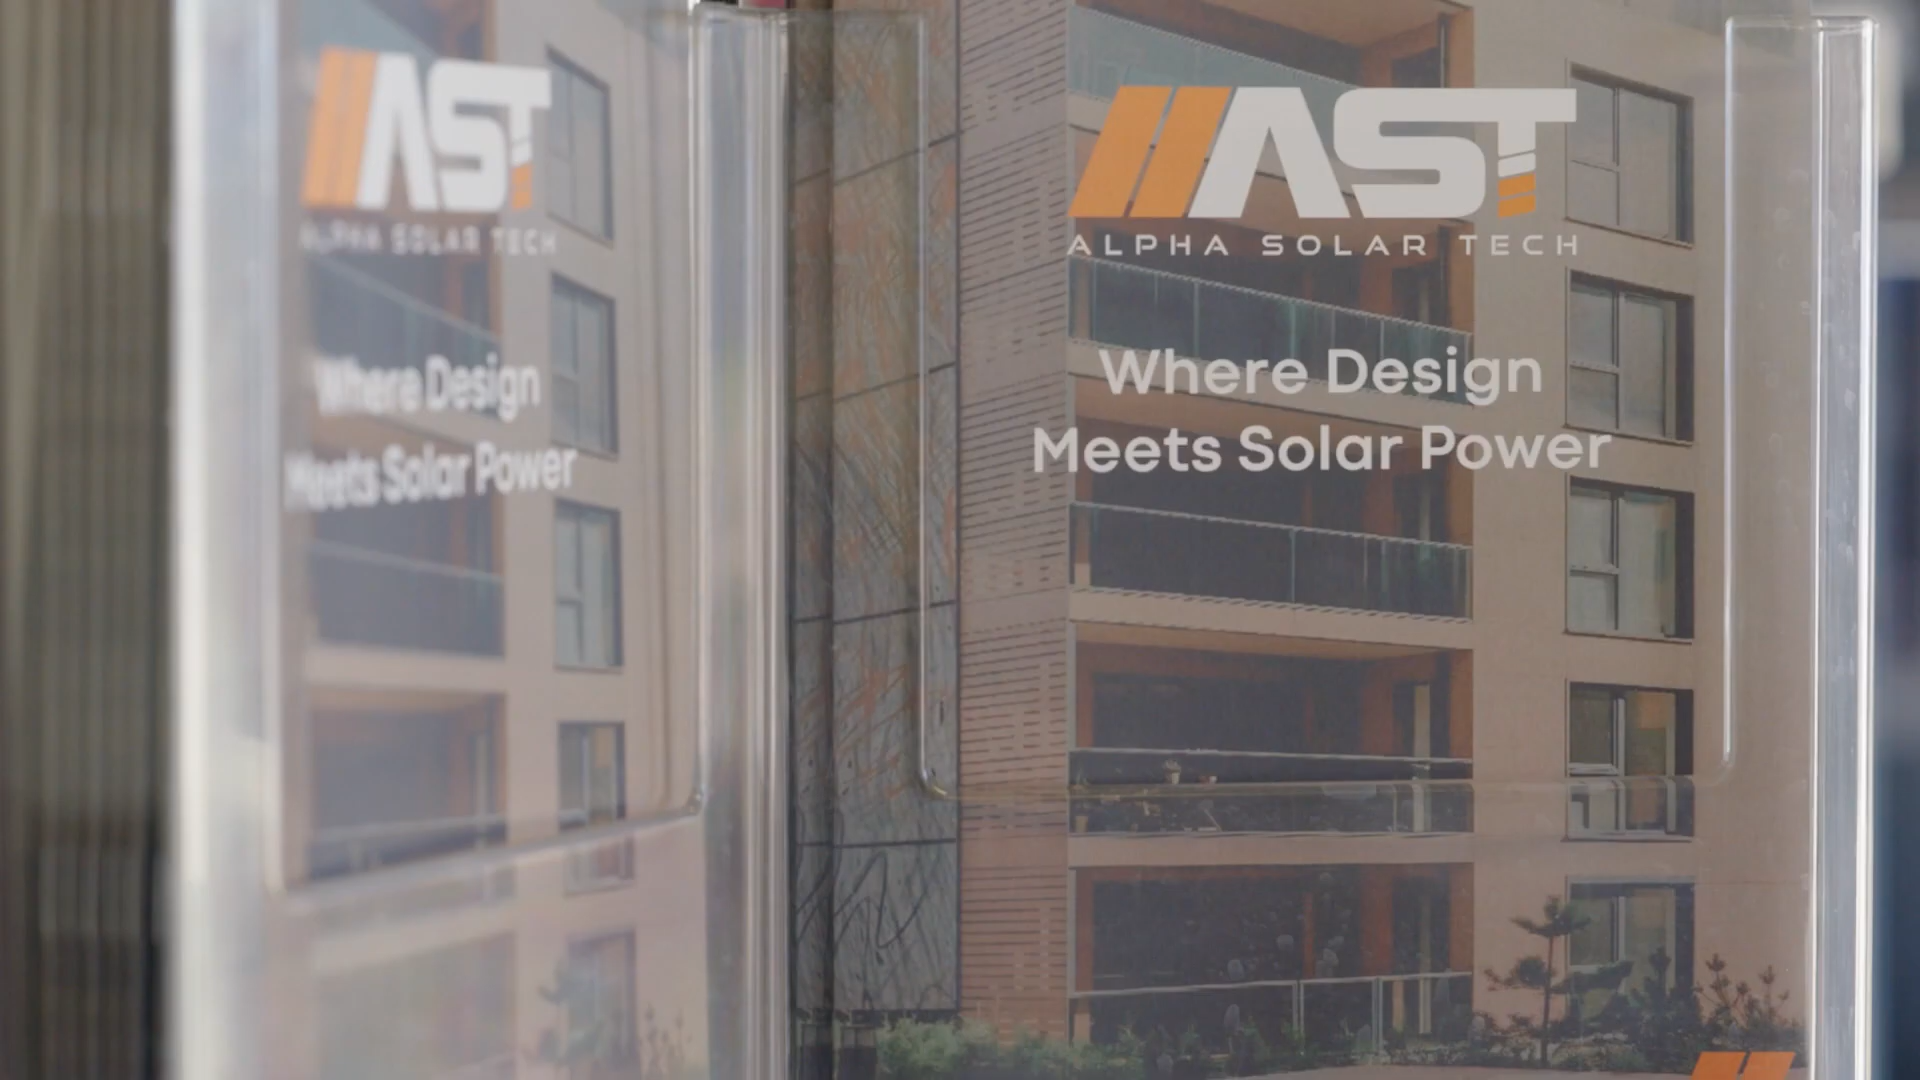 AST
ALPHA SOLAR TECH
Where Design
Meets Solar Power
AST
ALPHA SOLAR TECH
Where Design
Meets Solar Power